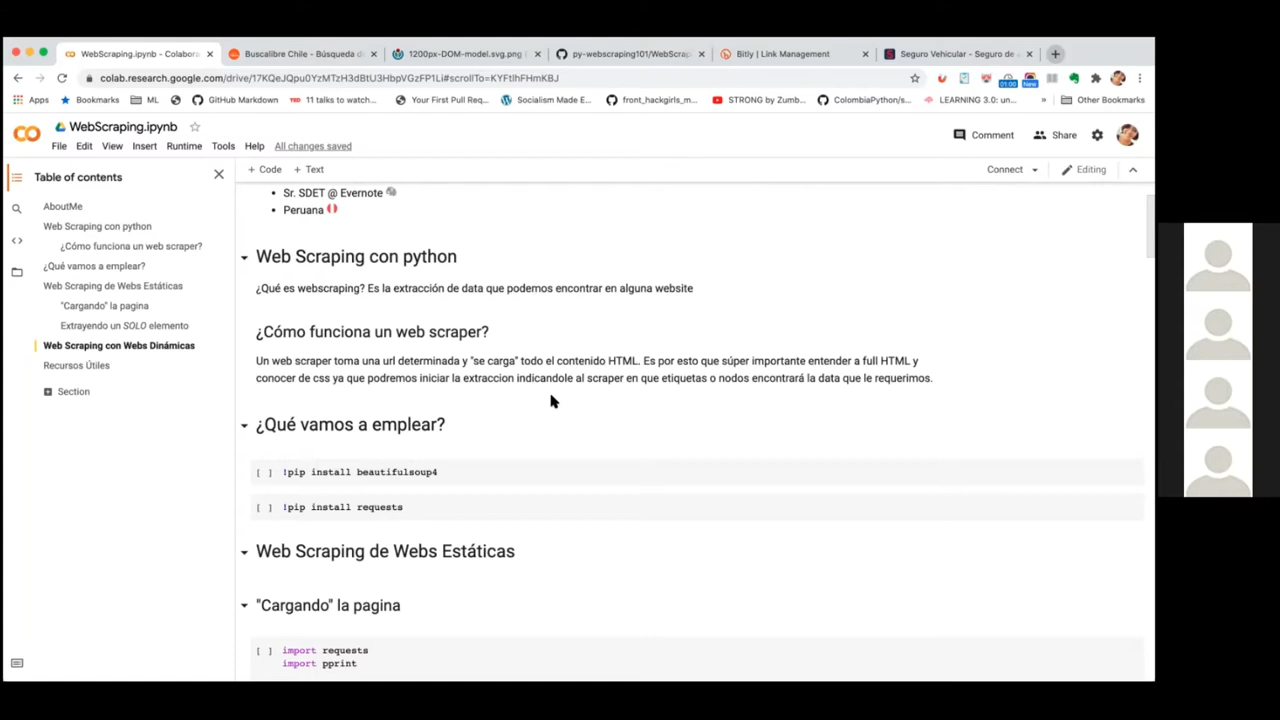 WebScraping.ipynb - Colabora
Buscalibre Chile - Búsqueda d
1200px-DOM-model.svg.png (
py-webscraping101/WebScrap
Bitly | Link Management
Seguro Vehicular - Seguro de
colab.research.google.com/drive/17KQeJQpu0YzMTzH3dBtU3HbpVGzFP1Li#scrollTo=KYFtIhFHmKBJ
01:00
New
Apps
Bookmarks
ML
GitHub Markdown
TED 11 talks to watch...
Your First Pull Req...
Socialism Made E...
front_hackgirls_m...
STRONG by Zumb...
ColombiaPython/s...
LEARNING 3.0: un...
»
Other Bookmarks
WebScraping.ipynb
Comment
Share
File Edit View Insert Runtime Tools Help All changes saved
Table of contents
+ Code + Text
Connect
Editing
AboutMe
Web Scraping con python
¿Cómo funciona un web scraper?
¿Qué vamos a emplear?
Web Scraping de Webs Estáticas
"Cargando" la pagina
Extrayendo un SOLO elemento
Web Scraping con Webs Dinámicas
Recursos Útiles
Section
• Sr. SDET @ Evernote
• Peruana
Web Scraping con python
¿Qué es webscraping? Es la extracción de data que podemos encontrar en alguna website
¿Cómo funciona un web scraper?
Un web scraper toma una url determinada y "se carga" todo el contenido HTML. Es por esto que súper importante entender a full HTML y
conocer de css ya que podremos iniciar la extraccion indicandole al scraper en que etiquetas o nodos encontrará la data que le requerimos.
¿Qué vamos a emplear?
[ ] !pip install beautifulsoup4
[ ] !pip install requests
Web Scraping de Webs Estáticas
"Cargando" la pagina
[ ] import requests
import pprint